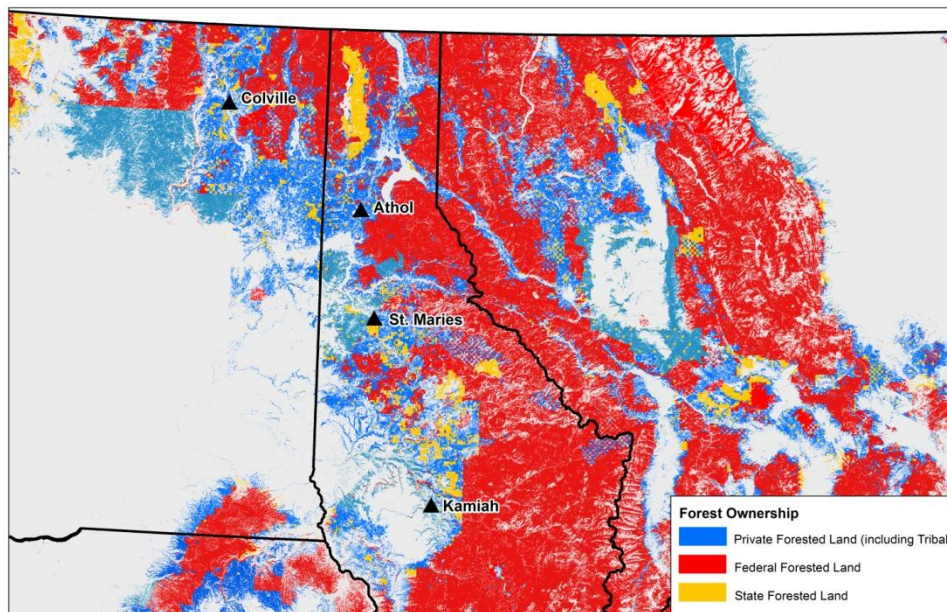 Colville
Athol
St. Maries
Kamiah
Forest Ownership
Private Forested Land (including Tribal
Federal Forested Land
State Forested Land